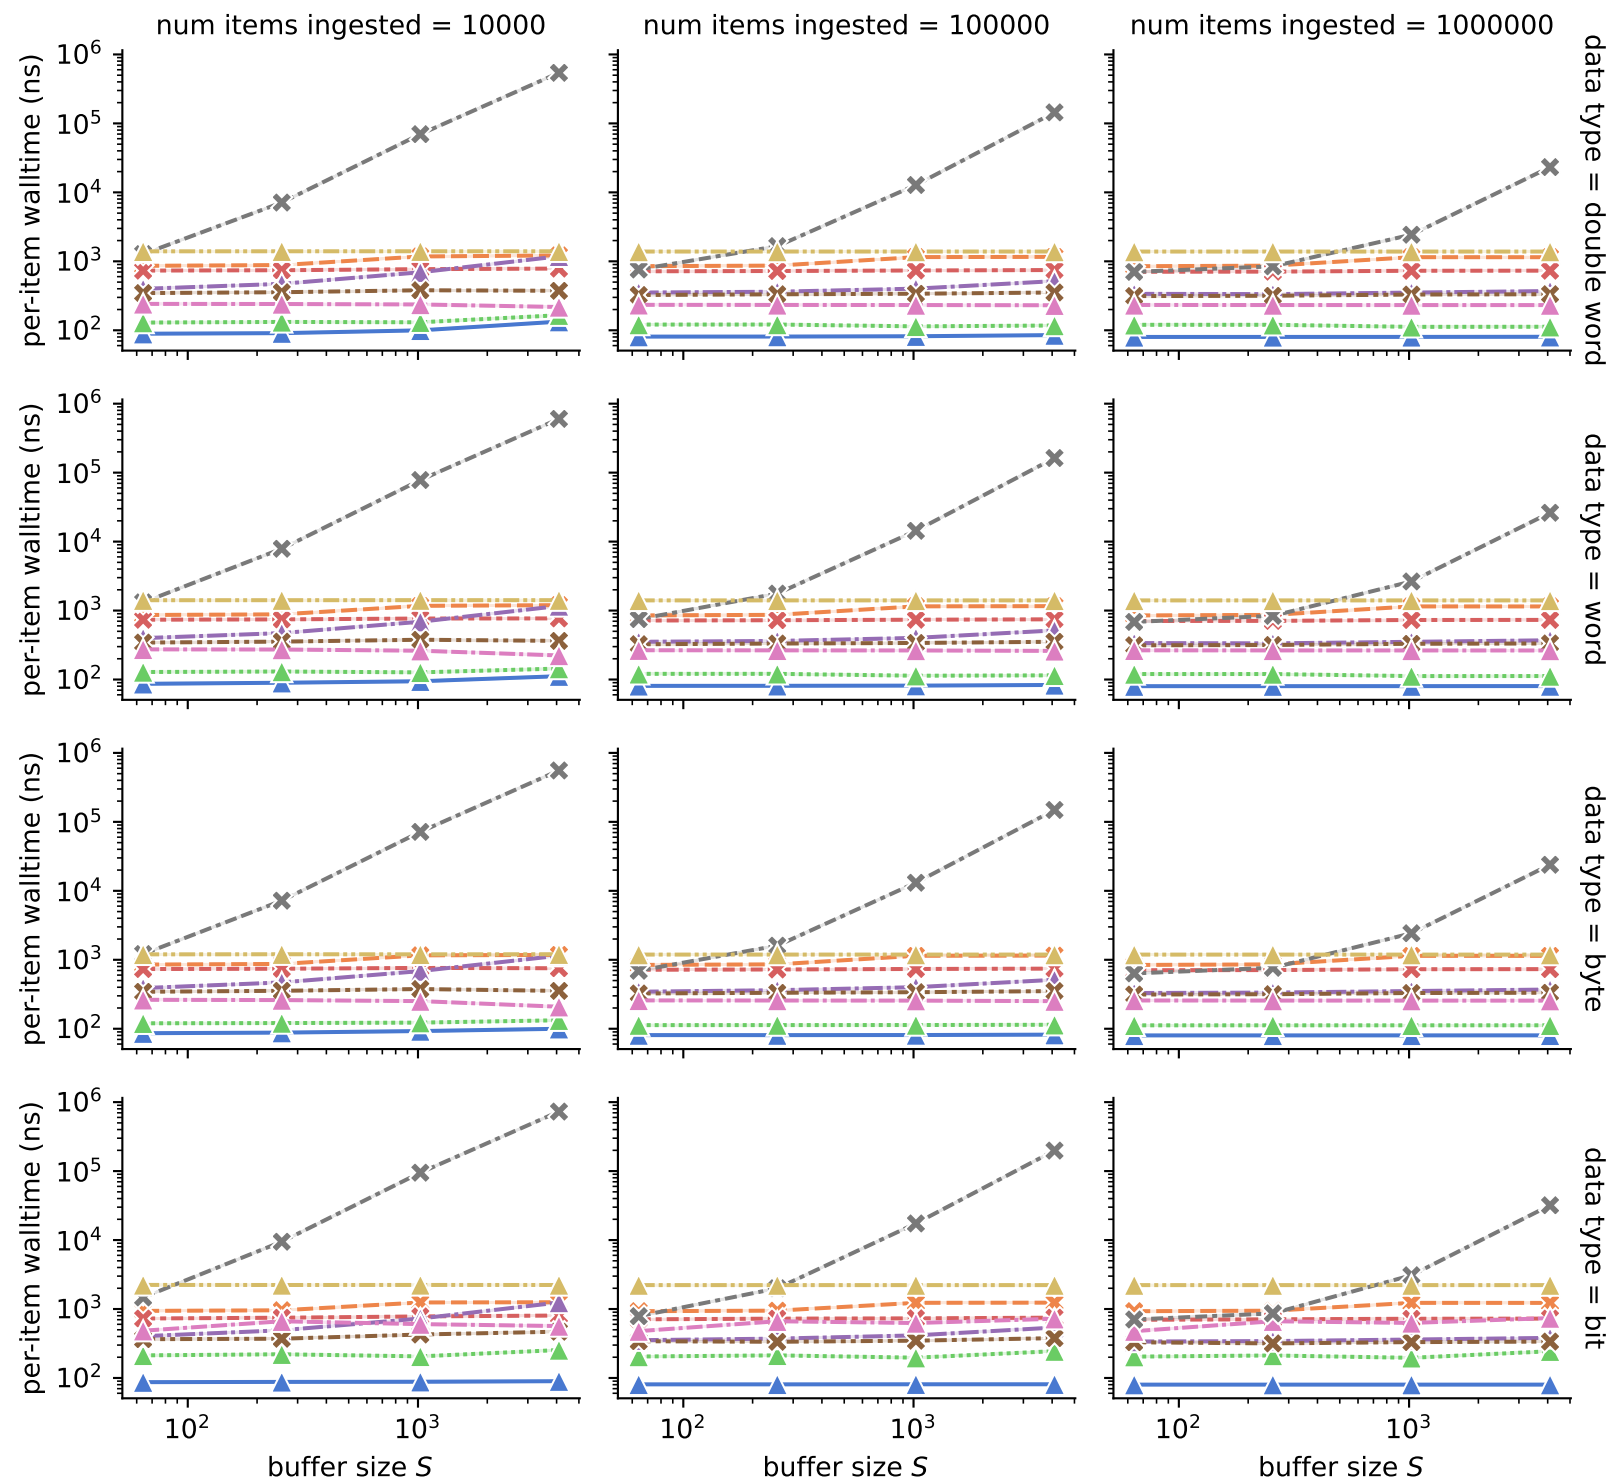 num items ingested = 10000
num items ingested = 100000
num items ingested = 1000000
per-item walltime (ns)
10^6
10^5
10^4
10^3
10^2
data type = double word
per-item walltime (ns)
10^6
10^5
10^4
10^3
10^2
data type = word
per-item walltime (ns)
10^6
10^5
10^4
10^3
10^2
data type = byte
per-item walltime (ns)
10^6
10^5
10^4
10^3
10^2
data type = bit
10^2 10^3
10^2 10^3
10^2 10^3
buffer size S
buffer size S
buffer size S